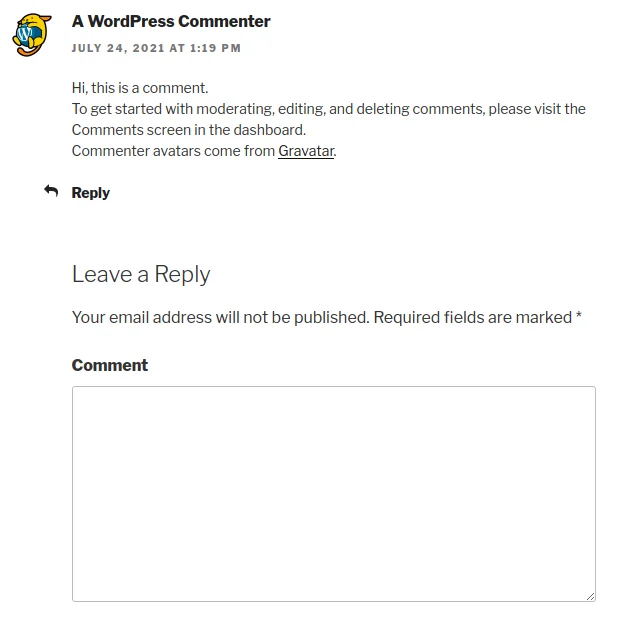 A WordPress Commenter
JULY 24, 2021 AT 1:19 PM
Hi, this is a comment.
To get started with moderating, editing, and deleting comments, please visit the
Comments screen in the dashboard.
Commenter avatars come from Gravatar.
Reply
Leave a Reply
Your email address will not be published. Required fields are marked *
Comment